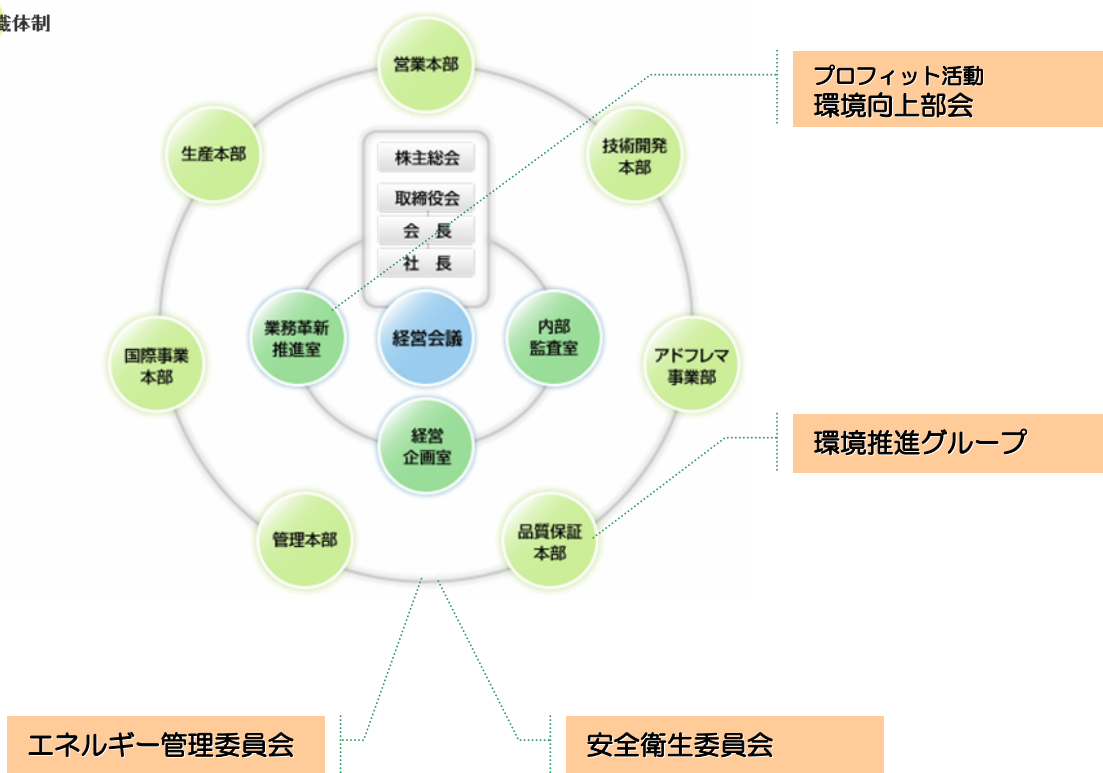 織体制
営業本部
プロフィット活動
環境向上部会
生産本部
技術開発
本部
株主総会
取締役会
会　長
社　長
業務革新
推進室
経営会議
内部
監査室
国際事業
本部
アドフレマ
事業部
経営
企画室
環境推進グループ
管理本部
品質保証
本部
エネルギー管理委員会
安全衛生委員会